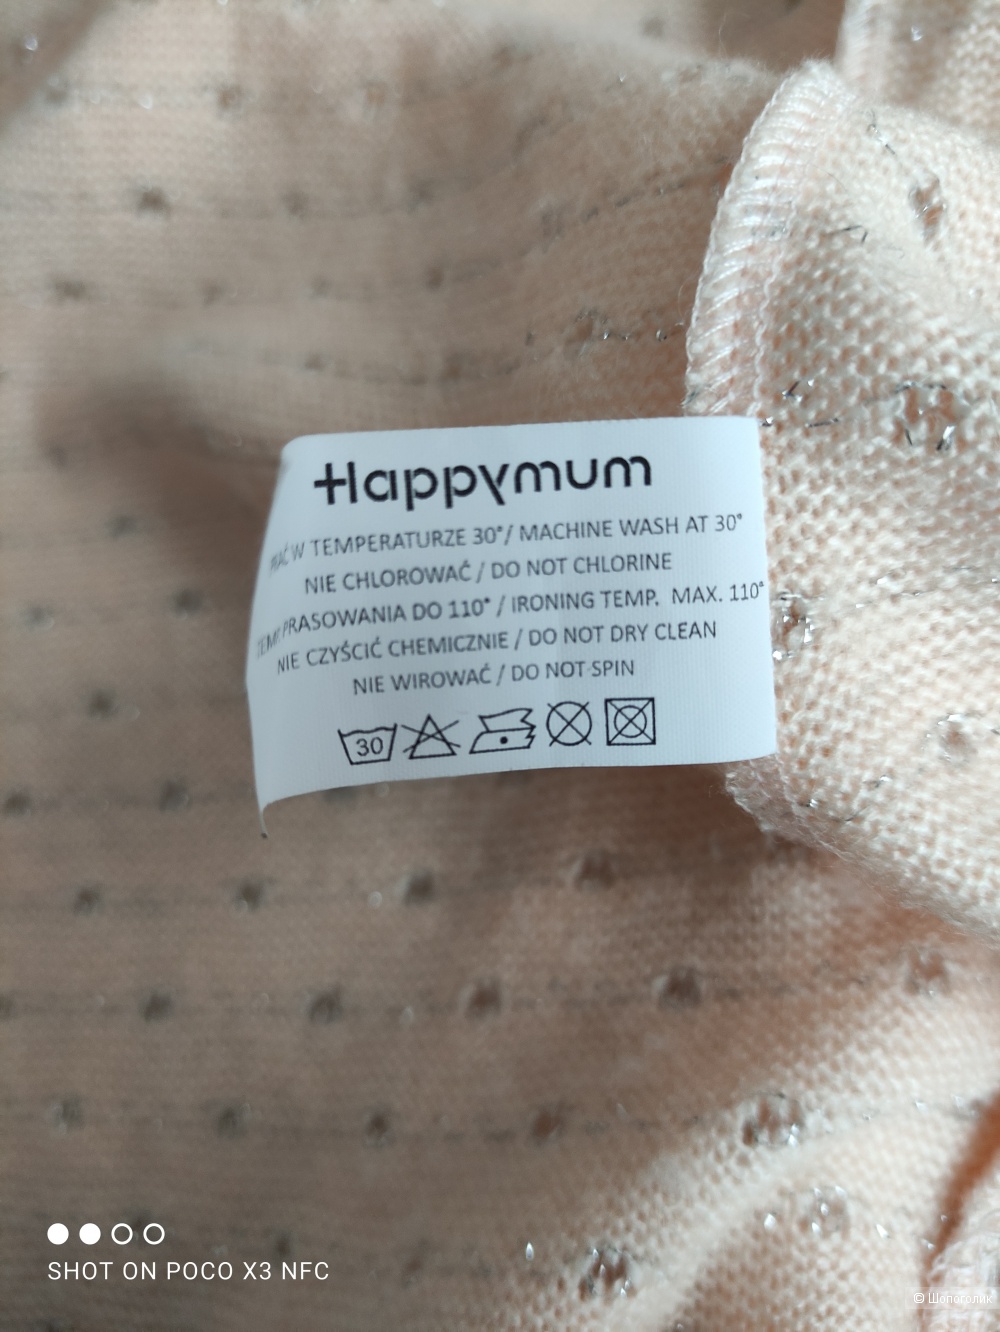 Happymum
PRAĆ W TEMPERATURZE 30°/ MACHINE WASH AT 30°
NIE CHLOROWAĆ / DO NOT CHLORINE
TEMP PRASOWANIA DO 110° / IRONING TEMP. MAX. 110°
NIE CZYŚCIĆ CHEMICZNIE / DO NOT DRY CLEAN
NIE WIROWAĆ / DO NOT SPIN
30
SHOT ON POCO X3 NFC
© Шопоголик